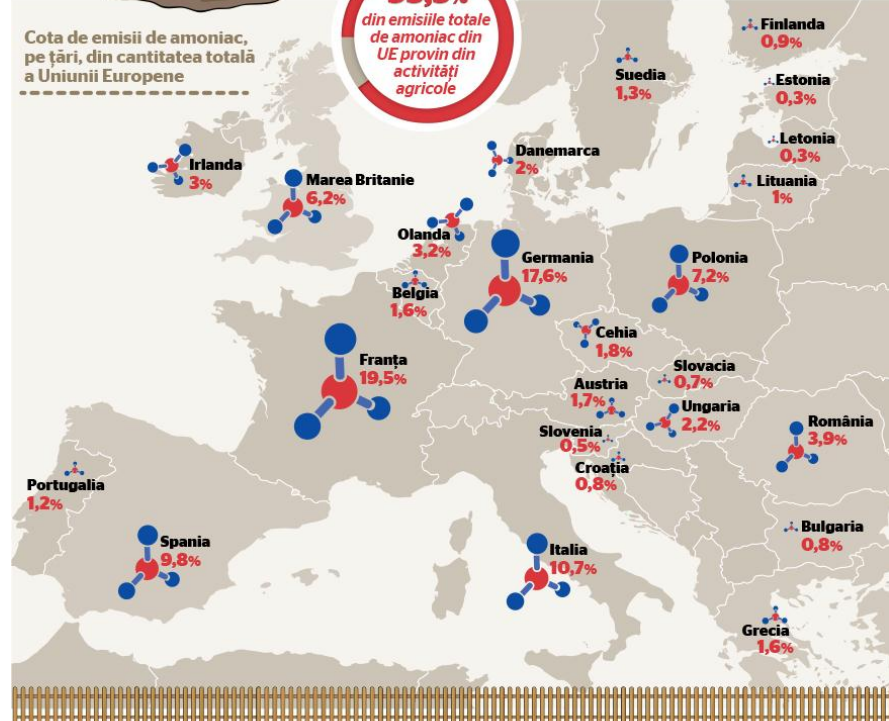 din emisiile totale
de amoniac din
UE provin din
activități
agricole
Cota de emisii de amoniac,
pe țări, din cantitatea totală
a Uniunii Europene
Finlanda
0,9%
Suedia
1,3%
Estonia
0,3%
Letonia
0,3%
Lituania
1%
Danemarca
2%
Irlanda
3%
Marea Britanie
6,2%
Olanda
3,2%
Germania
17,6%
Polonia
7,2%
Belgia
1,6%
Cehia
1,8%
Franța
19,5%
Slovacia
0,7%
Austria
1,7%
Ungaria
2,2%
România
3,9%
Slovenia
0,5%
Croația
0,8%
Portugalia
1,2%
Spania
9,8%
Italia
10,7%
Bulgaria
0,8%
Grecia
1,6%